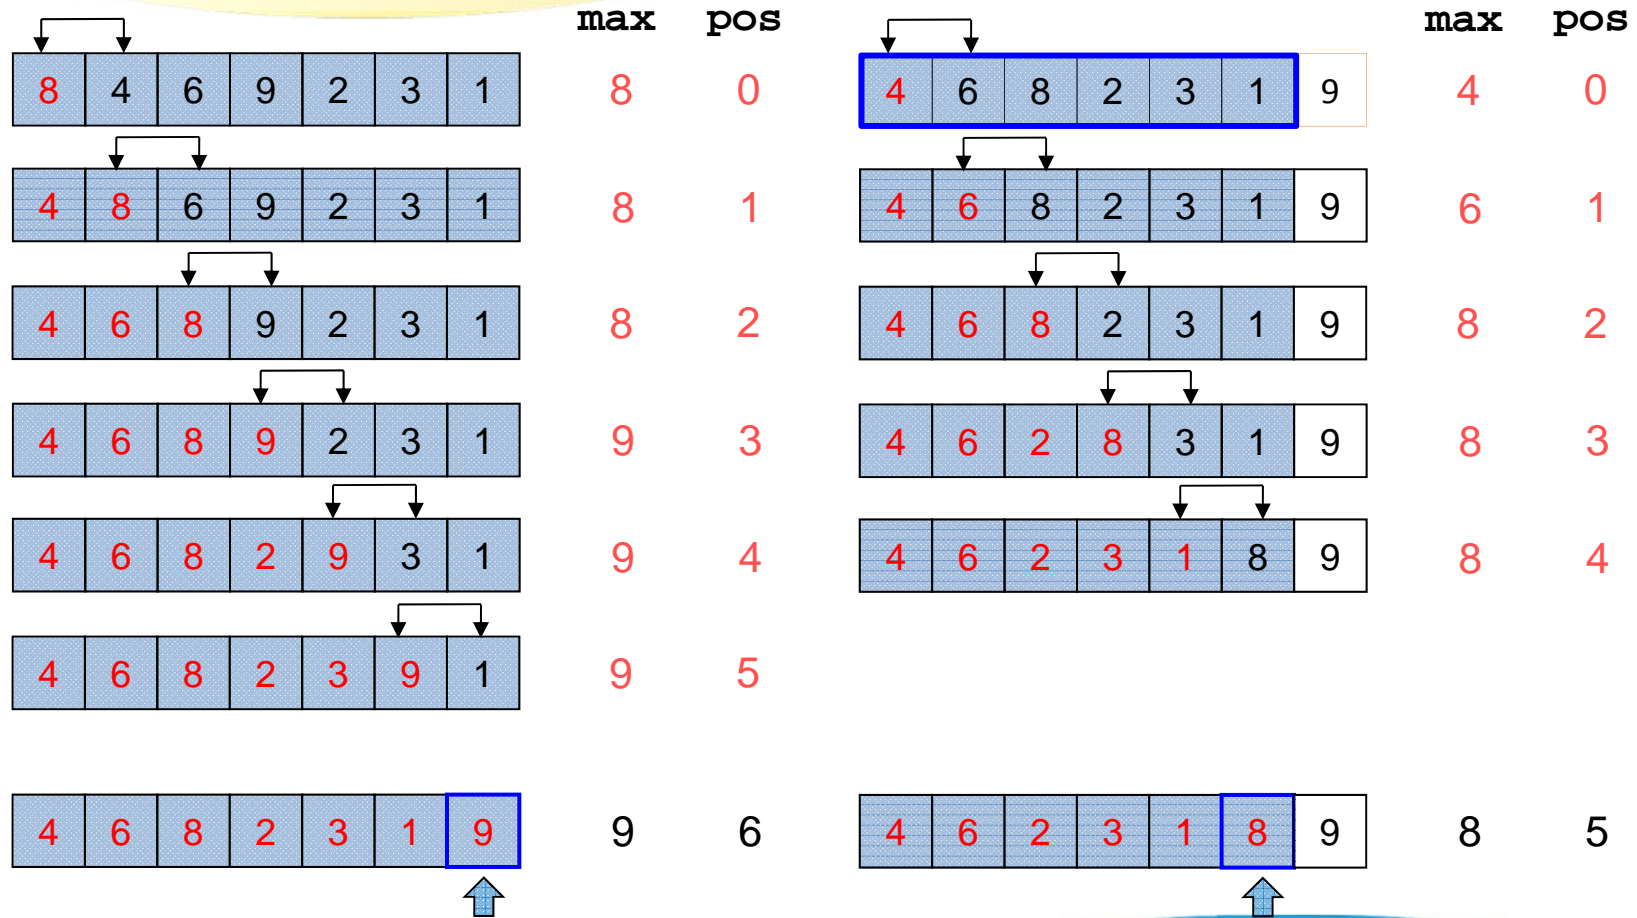 max pos
8 4 6 9 2 3 1 8 0
4 8 6 9 2 3 1 8 1
4 6 8 9 2 3 1 8 2
4 6 8 9 2 3 1 9 3
4 6 8 2 9 3 1 9 4
4 6 8 2 3 9 1 9 5
4 6 8 2 3 1 9 9 6
max pos
4 6 8 2 3 1 9 4 0
4 6 8 2 3 1 9 6 1
4 6 8 2 3 1 9 8 2
4 6 2 8 3 1 9 8 3
4 6 2 3 1 8 9 8 4
4 6 2 3 1 8 9 8 5